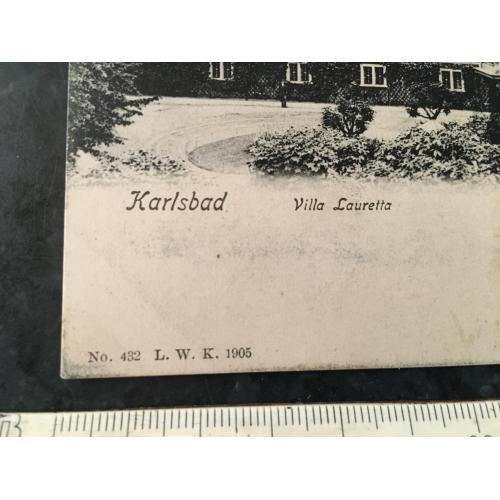 Karlsbad Villa Lauretta
No. 432 L. W. K. 1905